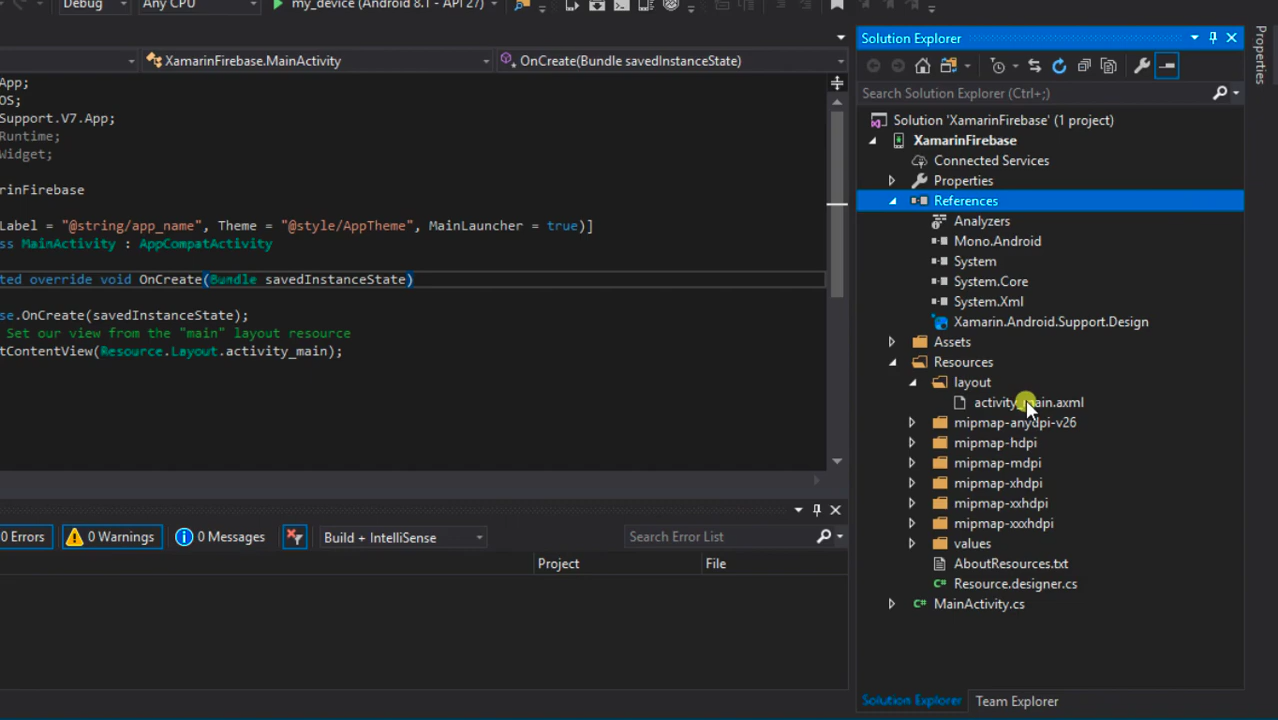 Debug Any CPU my_device (Android 8.1 - API 27)
XamarinFirebase.MainActivity OnCreate(Bundle savedInstanceState)
App;
OS;
Support.V7.App;
Runtime;
Widget;
rinFirebase
Label = "@string/app_name", Theme = "@style/AppTheme", MainLauncher = true)]
ss MainActivity : AppCompatActivity
ted override void OnCreate(Bundle savedInstanceState)
se.OnCreate(savedInstanceState);
Set our view from the "main" layout resource
tContentView(Resource.Layout.activity_main);
0 Errors 0 Warnings 0 Messages Build + IntelliSense Search Error List
Project File
Solution Explorer
Search Solution Explorer (Ctrl+;)
Solution 'XamarinFirebase' (1 project)
XamarinFirebase
Connected Services
Properties
References
Analyzers
Mono.Android
System
System.Core
System.Xml
Xamarin.Android.Support.Design
Assets
Resources
layout
activity_main.axml
mipmap-anydpi-v26
mipmap-hdpi
mipmap-mdpi
mipmap-xhdpi
mipmap-xxhdpi
mipmap-xxxhdpi
values
AboutResources.txt
C# Resource.designer.cs
C# MainActivity.cs
Solution Explorer Team Explorer
Properties